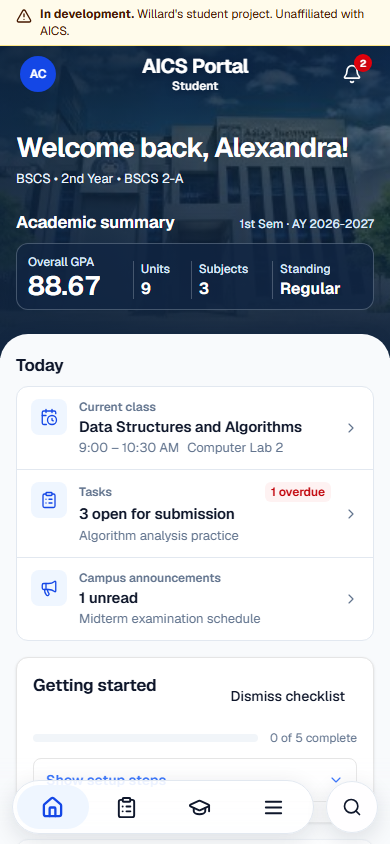 In development. Willard's student project. Unaffiliated with
AICS.
AC
AICS Portal
2
Student
Welcome back, Alexandra!
BSCS • 2nd Year • BSCS 2-A
Academic summary
1st Sem · AY 2026-2027
Overall GPA
88.67
Units
9
Subjects
3
Standing
Regular
Today
Current class
Data Structures and Algorithms
9:00 – 10:30 AM Computer Lab 2
Tasks
1 overdue
3 open for submission
Algorithm analysis practice
Campus announcements
1 unread
Midterm examination schedule
Getting started
Dismiss checklist
0 of 5 complete
Show setup steps